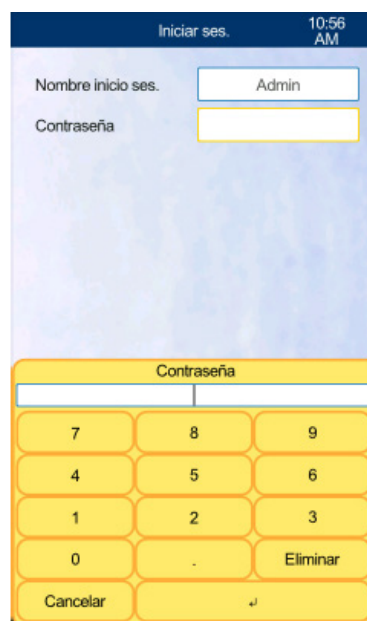 Iniciar ses.
10:56
AM
Nombre inicio ses.
Admin
Contraseña
Contraseña
7 8 9
4 5 6
1 2 3
0 . Eliminar
Cancelar ↵